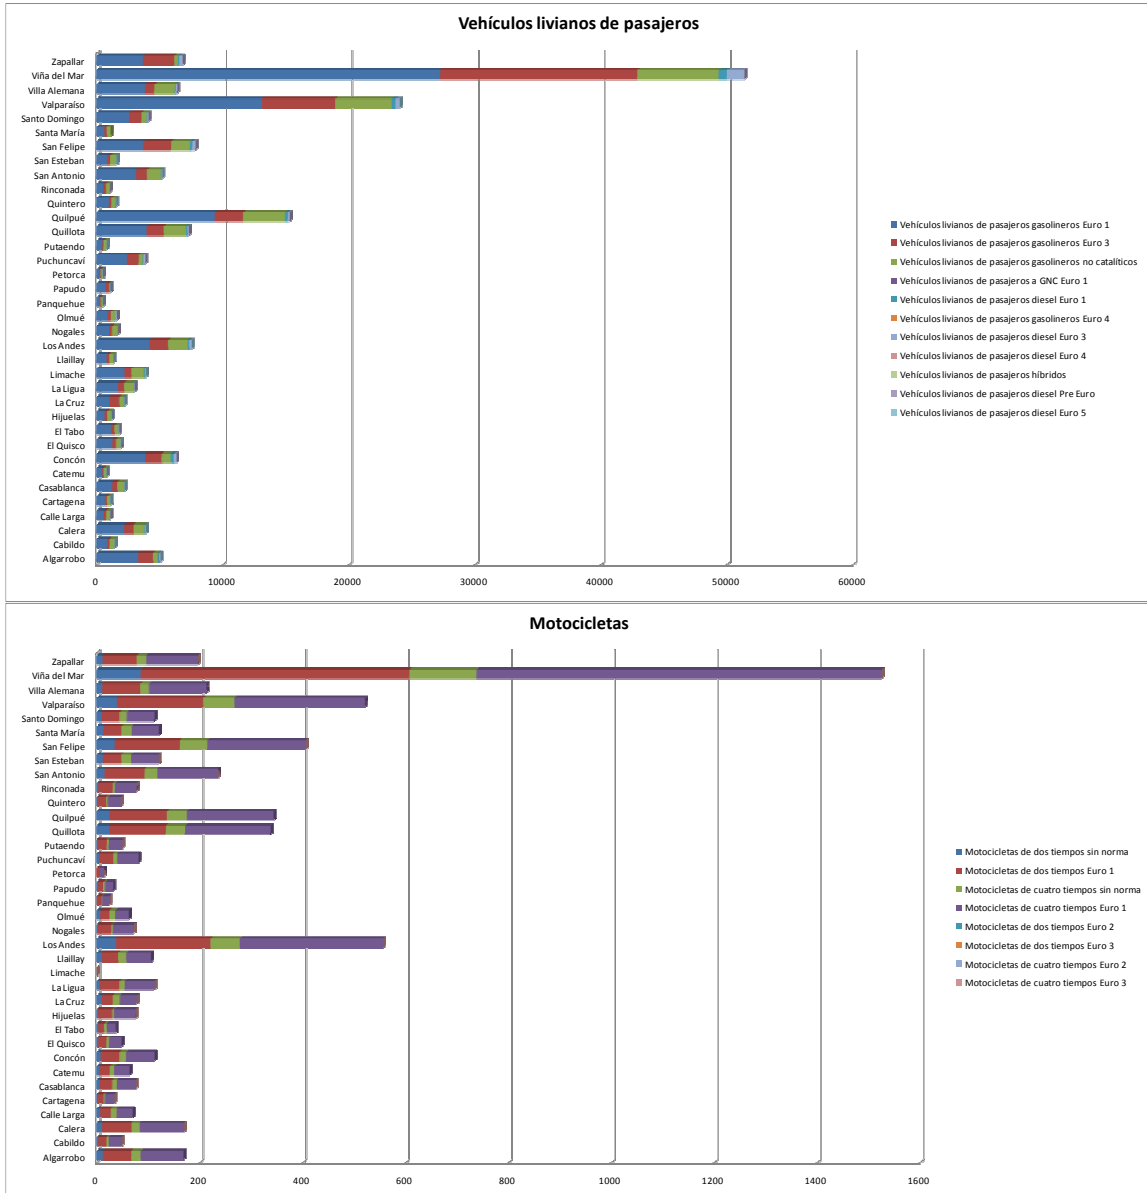 Vehículos livianos de pasajeros
Zapallar
Viña del Mar
Villa Alemana
Valparaíso
Santo Domingo
Santa María
San Felipe
San Esteban
San Antonio
Rinconada
Quintero
Quilpué
Quillota
Putaendo
Puchuncaví
Petorca
Papudo
Panquehue
Olmué
Nogales
Los Andes
Llaillay
Limache
La Ligua
La Cruz
Hijuelas
El Tabo
El Quisco
Concón
Catemu
Casablanca
Cartagena
Calle Larga
Calera
Cabildo
Algarrobo
0 10000 20000 30000 40000 50000 60000
Vehículos livianos de pasajeros gasolineros Euro 1
Vehículos livianos de pasajeros gasolineros Euro 3
Vehículos livianos de pasajeros gasolineros no catalíticos
Vehículos livianos de pasajeros a GNC Euro 1
Vehículos livianos de pasajeros diesel Euro 1
Vehículos livianos de pasajeros gasolineros Euro 4
Vehículos livianos de pasajeros diesel Euro 3
Vehículos livianos de pasajeros diesel Euro 4
Vehículos livianos de pasajeros híbridos
Vehículos livianos de pasajeros diesel Pre Euro
Vehículos livianos de pasajeros diesel Euro 5
Motocicletas
Zapallar
Viña del Mar
Villa Alemana
Valparaíso
Santo Domingo
Santa María
San Felipe
San Esteban
San Antonio
Rinconada
Quintero
Quilpué
Quillota
Putaendo
Puchuncaví
Petorca
Papudo
Panquehue
Olmué
Nogales
Los Andes
Llaillay
Limache
La Ligua
La Cruz
Hijuelas
El Tabo
El Quisco
Concón
Catemu
Casablanca
Cartagena
Calle Larga
Calera
Cabildo
Algarrobo
0 200 400 600 800 1000 1200 1400 1600
Motocicletas de dos tiempos sin norma
Motocicletas de dos tiempos Euro 1
Motocicletas de cuatro tiempos sin norma
Motocicletas de cuatro tiempos Euro 1
Motocicletas de dos tiempos Euro 2
Motocicletas de dos tiempos Euro 3
Motocicletas de cuatro tiempos Euro 2
Motocicletas de cuatro tiempos Euro 3